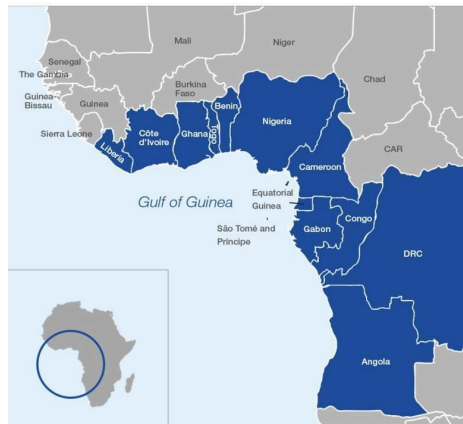 Mali
Niger
Senegal
The Gambia
Chad
Guinea-
Bissau
Guinea
Burkina
Faso
Benin
Sierra Leone
Liberia
Côte
d'Ivoire
Ghana
Togo
Nigeria
CAR
Cameroon
Equatorial
Guinea
Gulf of Guinea
São Tomé and
Principe
Gabon
Congo
DRC
Angola